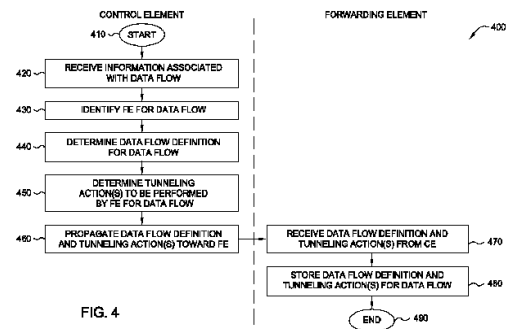 CONTROL ELEMENT
FORWARDING ELEMENT
400
410
START
420
RECEIVE INFORMATION ASSOCIATED
WITH DATA FLOW
430
IDENTIFY FE FOR DATA FLOW
440
DETERMINE DATA FLOW DEFINITION
FOR DATA FLOW
450
DETERMINE TUNNELING
ACTION(S) TO BE PERFORMED
BY FE FOR DATA FLOW
460
PROPAGATE DATA FLOW DEFINITION
AND TUNNELING ACTION(S) TOWARD FE
RECEIVE DATA FLOW DEFINITION AND
TUNNELING ACTION(S) FROM CE
470
STORE DATA FLOW DEFINITION AND
TUNNELING ACTION(S) FOR DATA FLOW
480
END
490
FIG. 4